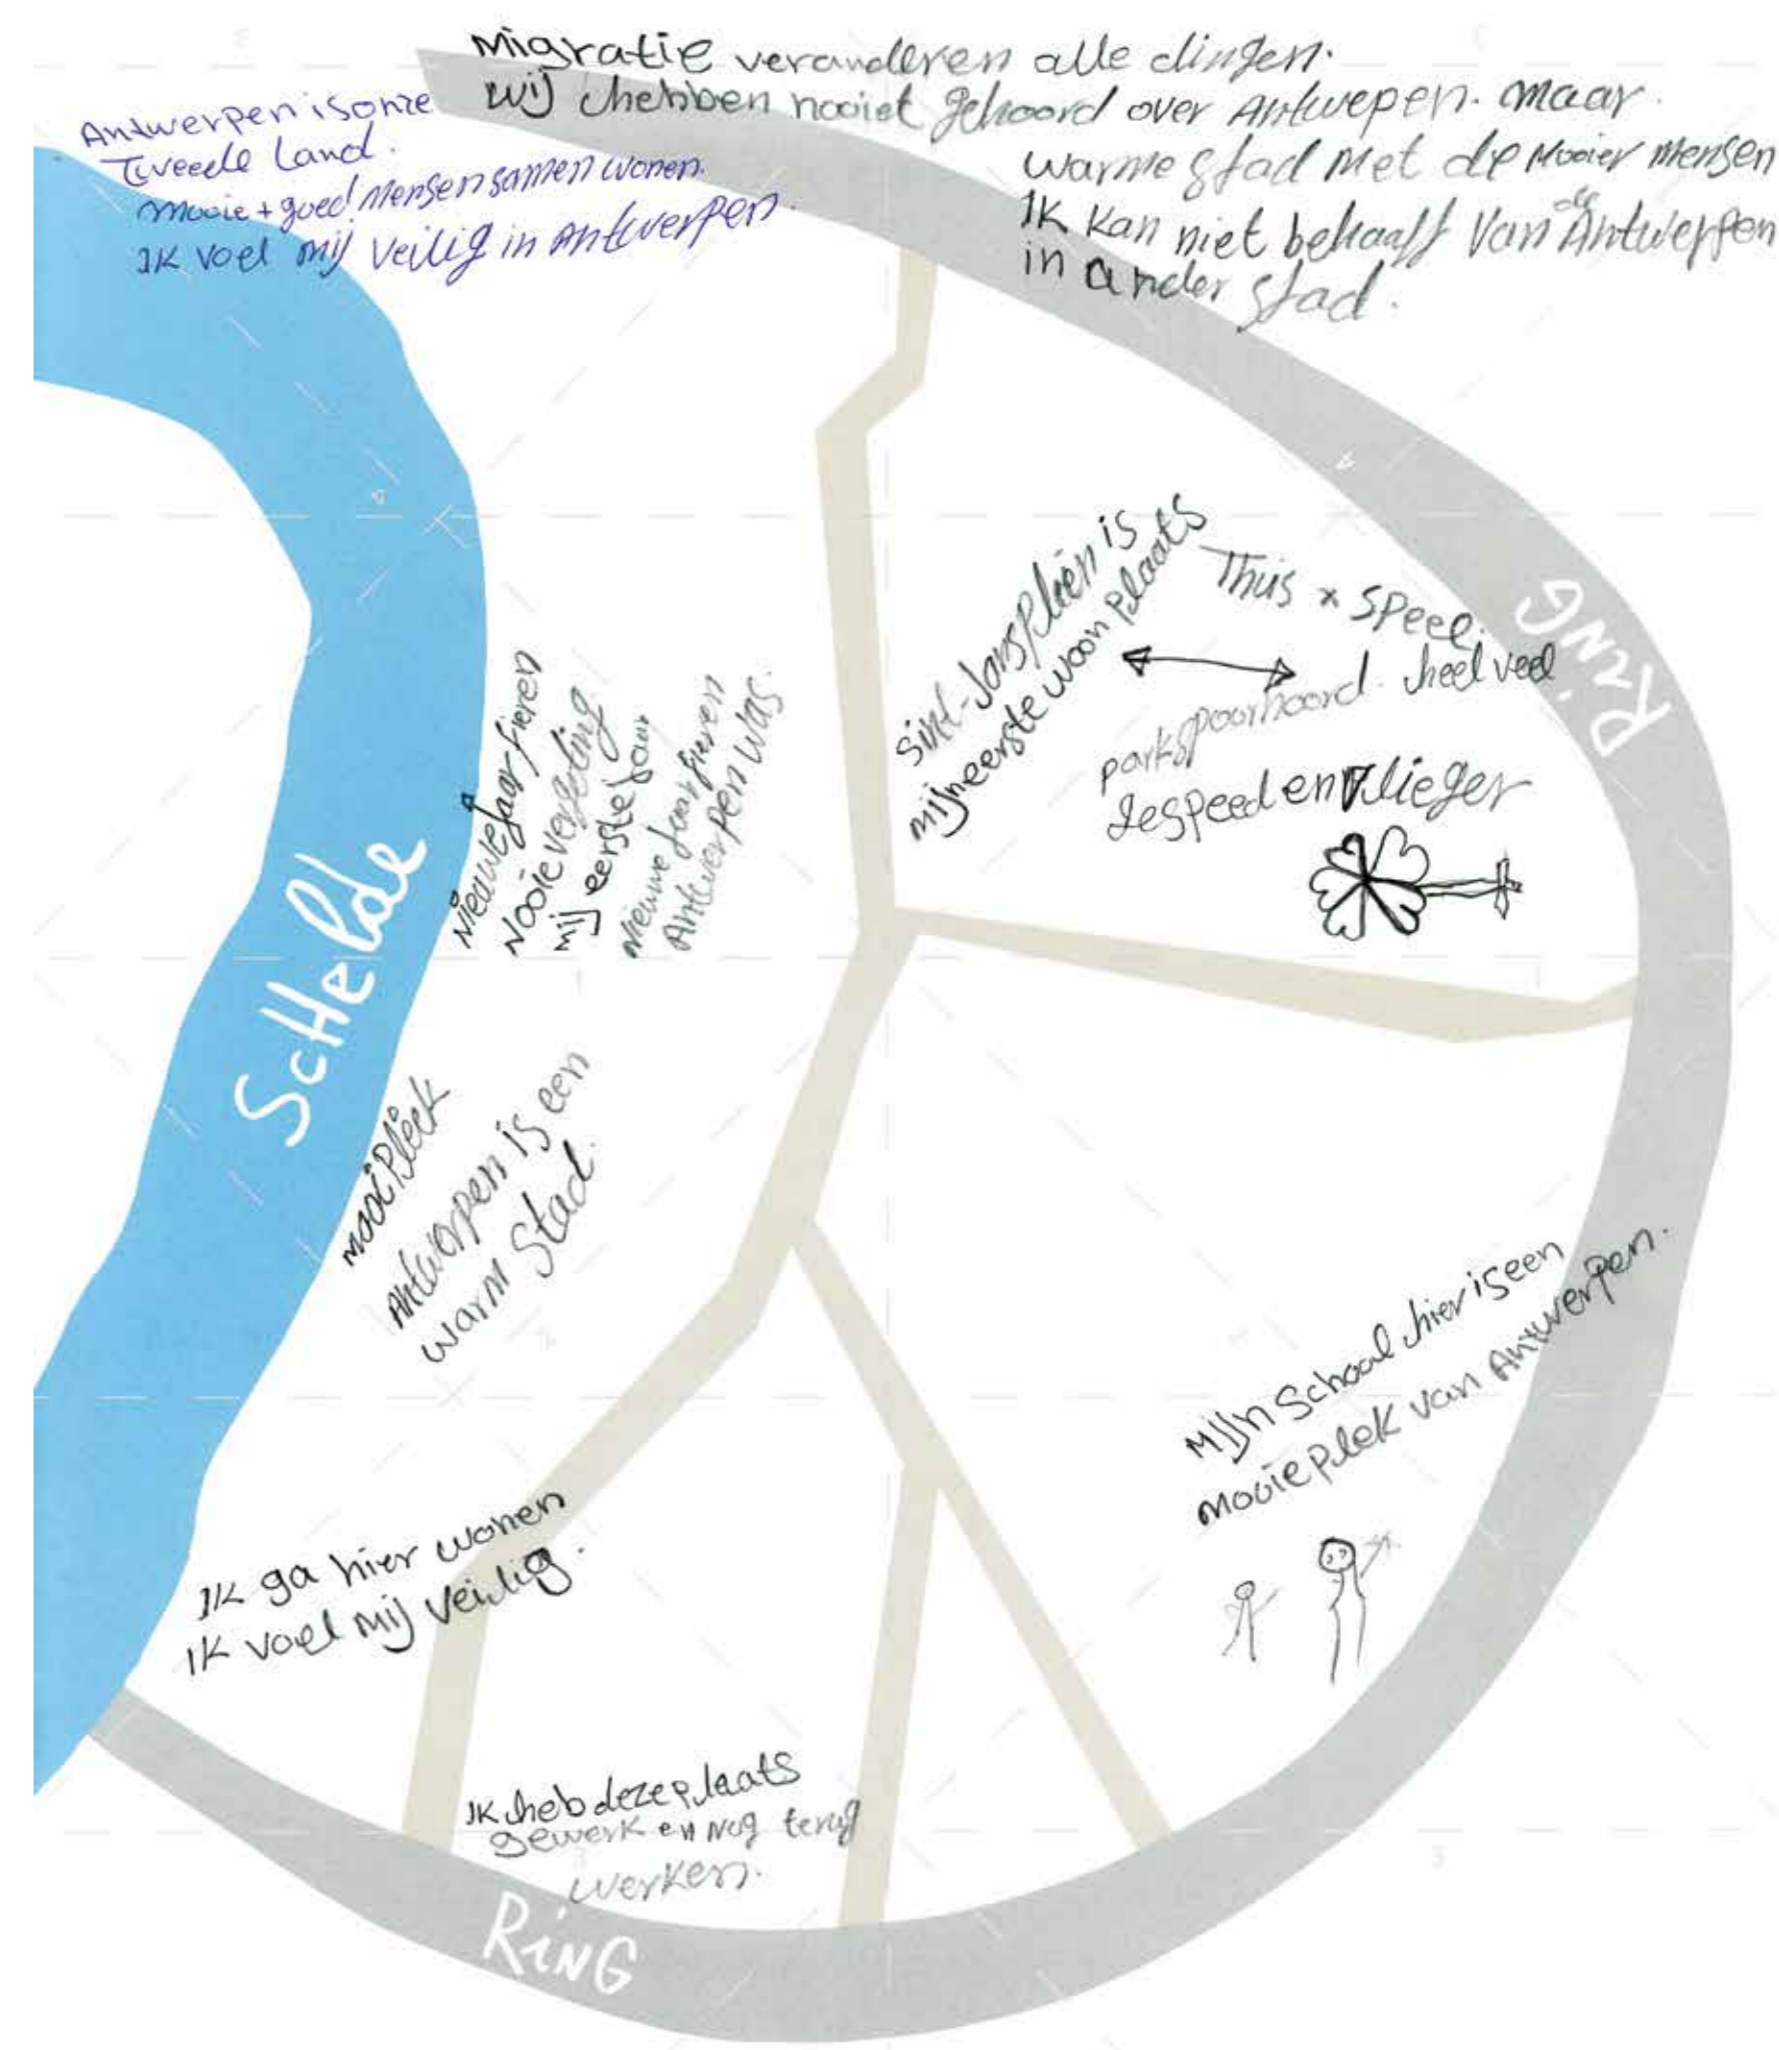 Migratie veranderen alle dingen.
wij hebben nooiet gehoord over Antwepen. maar.
warme stad met de mooier mensen
Ik kan niet behaalf van de Antwerpen
in ander stad.
Antwerpen is onze
Tweede land.
mooie + goed mensen samen wonen.
Ik voel mij veilig in Antwerpen.
Sint-Jansplien is
mijn eerste woon plaats
Thuis x speel.
park spoornoord. heel veel
gespeed en vlieger
RiNG
Nieuwejaar fieren
Nooie vergeting
mij eerste jaar
Nieuwe jaar fieren
Antwerpen was.
ScHelde
mooi pleek
Antwerpen is een
warm stad.
Mijn School hier is een
mooie plek van Antwerpen.
Ik ga hier wonen
Ik voel mij veilig.
Ik heb deze plaats
gewerk en nog terug
werken.
RiNG